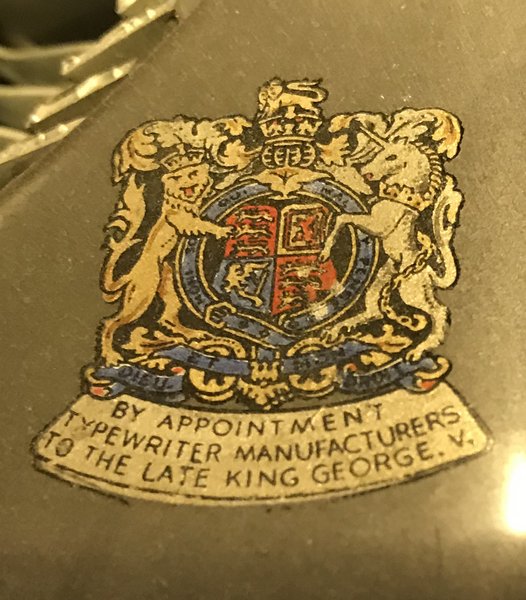 DIEU ET MON DROIT
BY APPOINTMENT
TYPEWRITER MANUFACTURERS
TO THE LATE KING GEORGE. V.